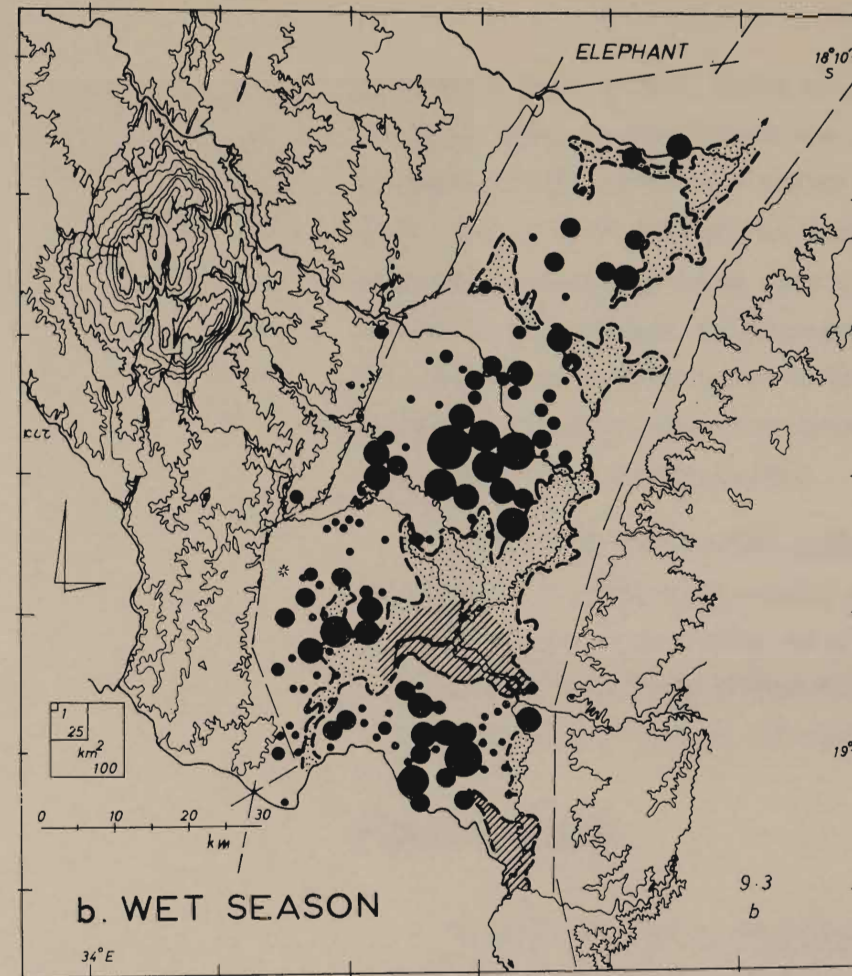 ELEPHANT
18°10'
S
KLT
1
25
km²
100
19°
0 10 20 30
km
b. WET SEASON
9·3
b
34°E